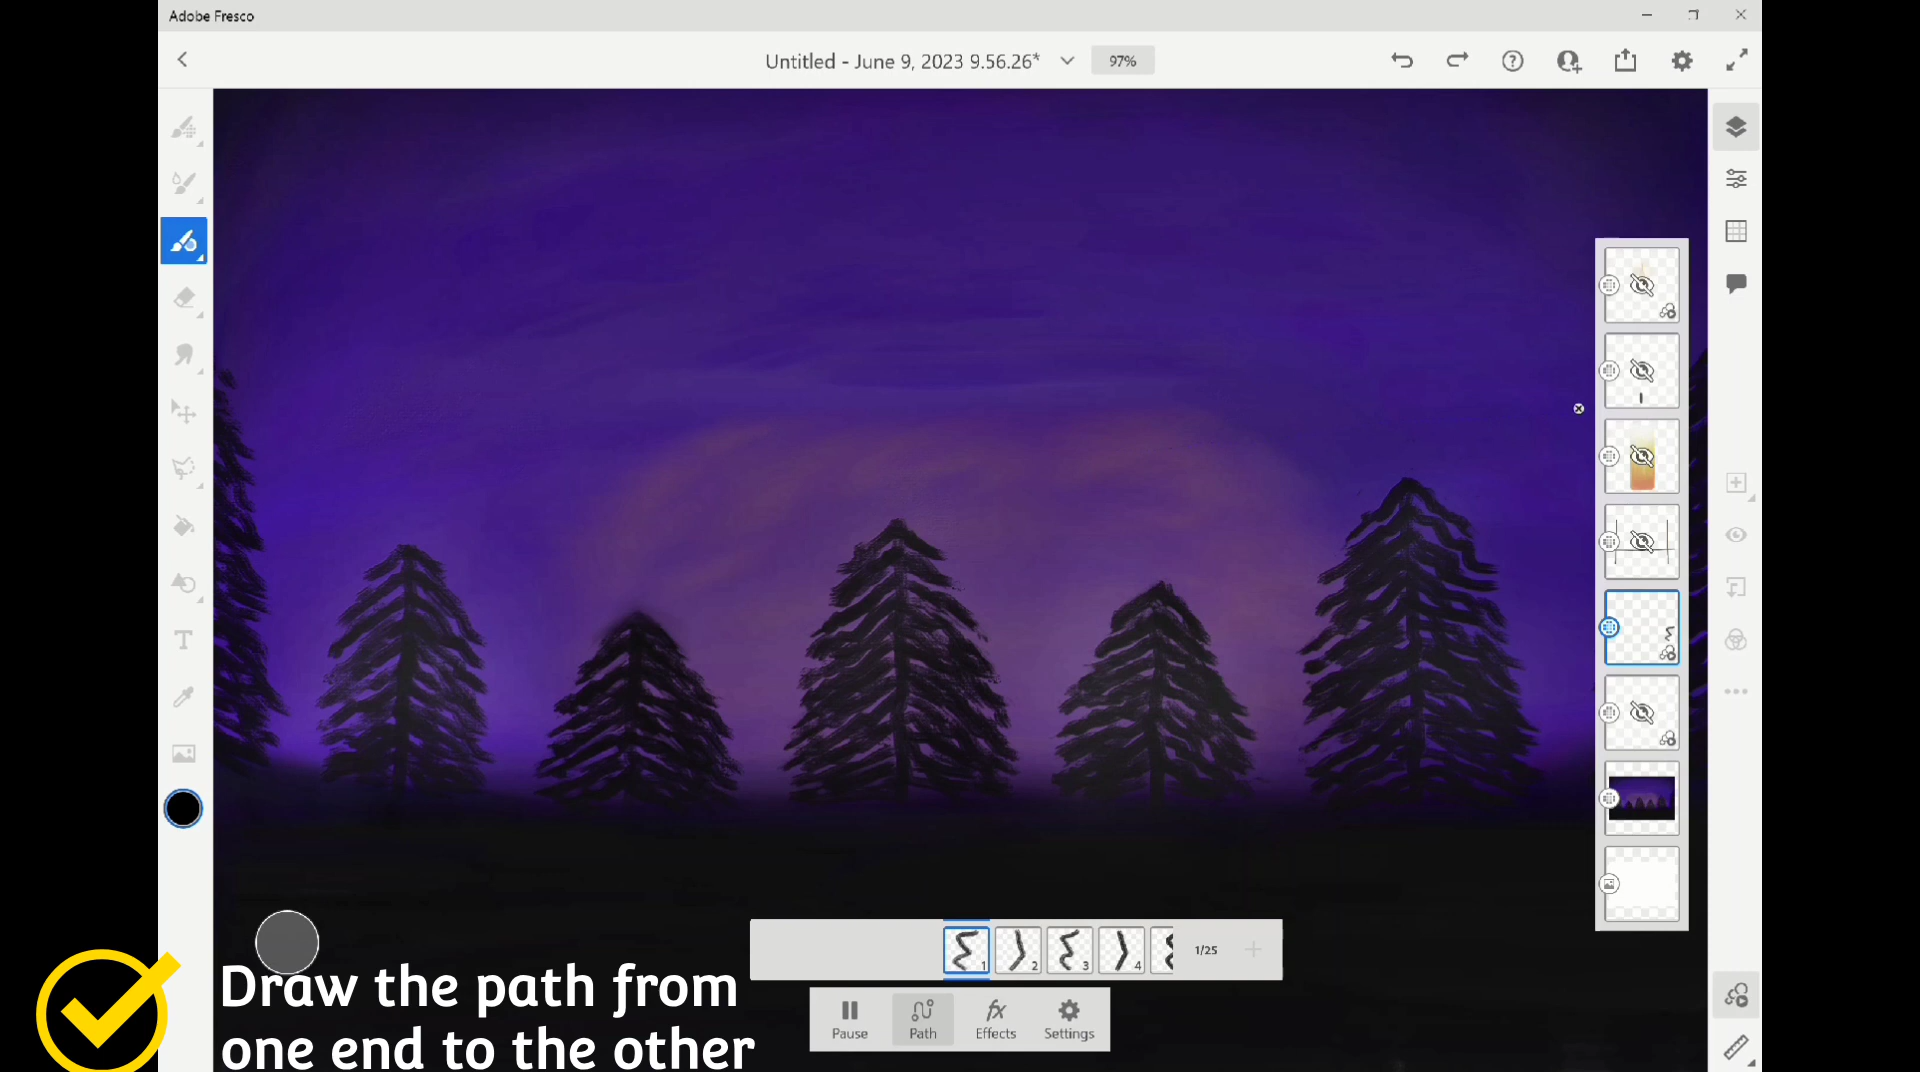 Adobe Fresco
Untitled - June 9, 2023 9.56.26*
97%
T
1
2
3
4
1/25
Pause
Path
fx
Effects
Settings
Draw the path from
one end to the other